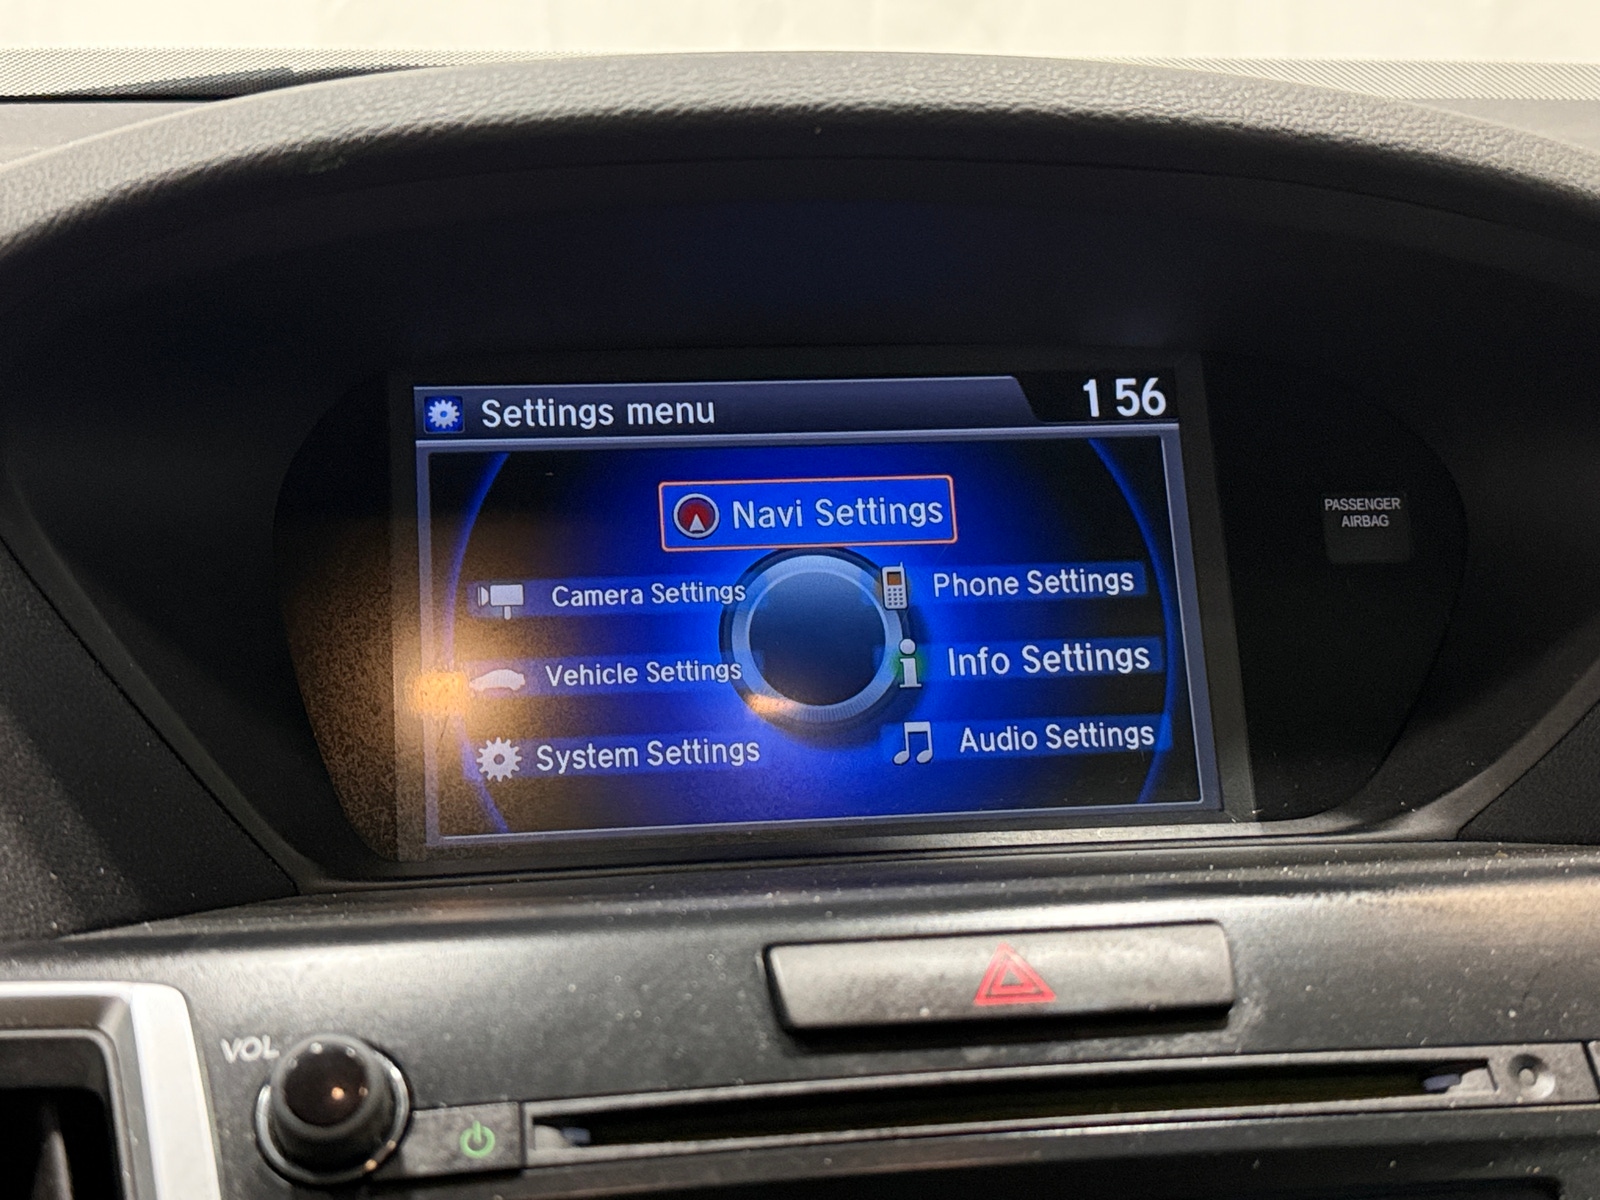 Settings menu
1 56
Navi Settings
Camera Settings
Phone Settings
Vehicle Settings
Info Settings
System Settings
Audio Settings
PASSENGER
AIRBAG
VOL